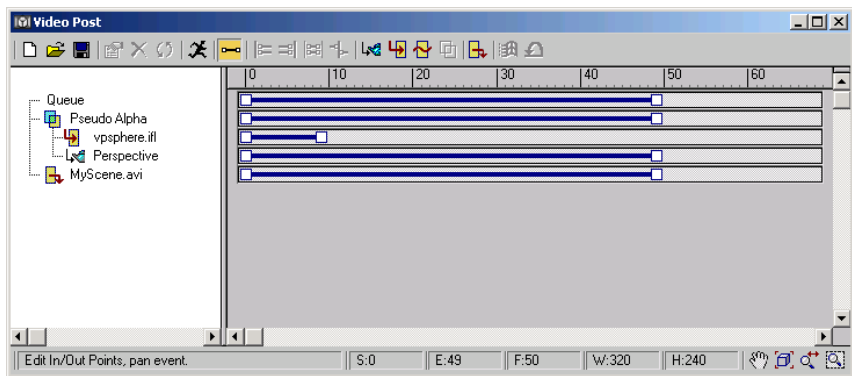 Video Post
0 10 20 30 40 50 60
Queue
Pseudo Alpha
vpsphere.ifl
Perspective
MyScene.avi
Edit In/Out Points, pan event. S:0 E:49 F:50 W:320 H:240